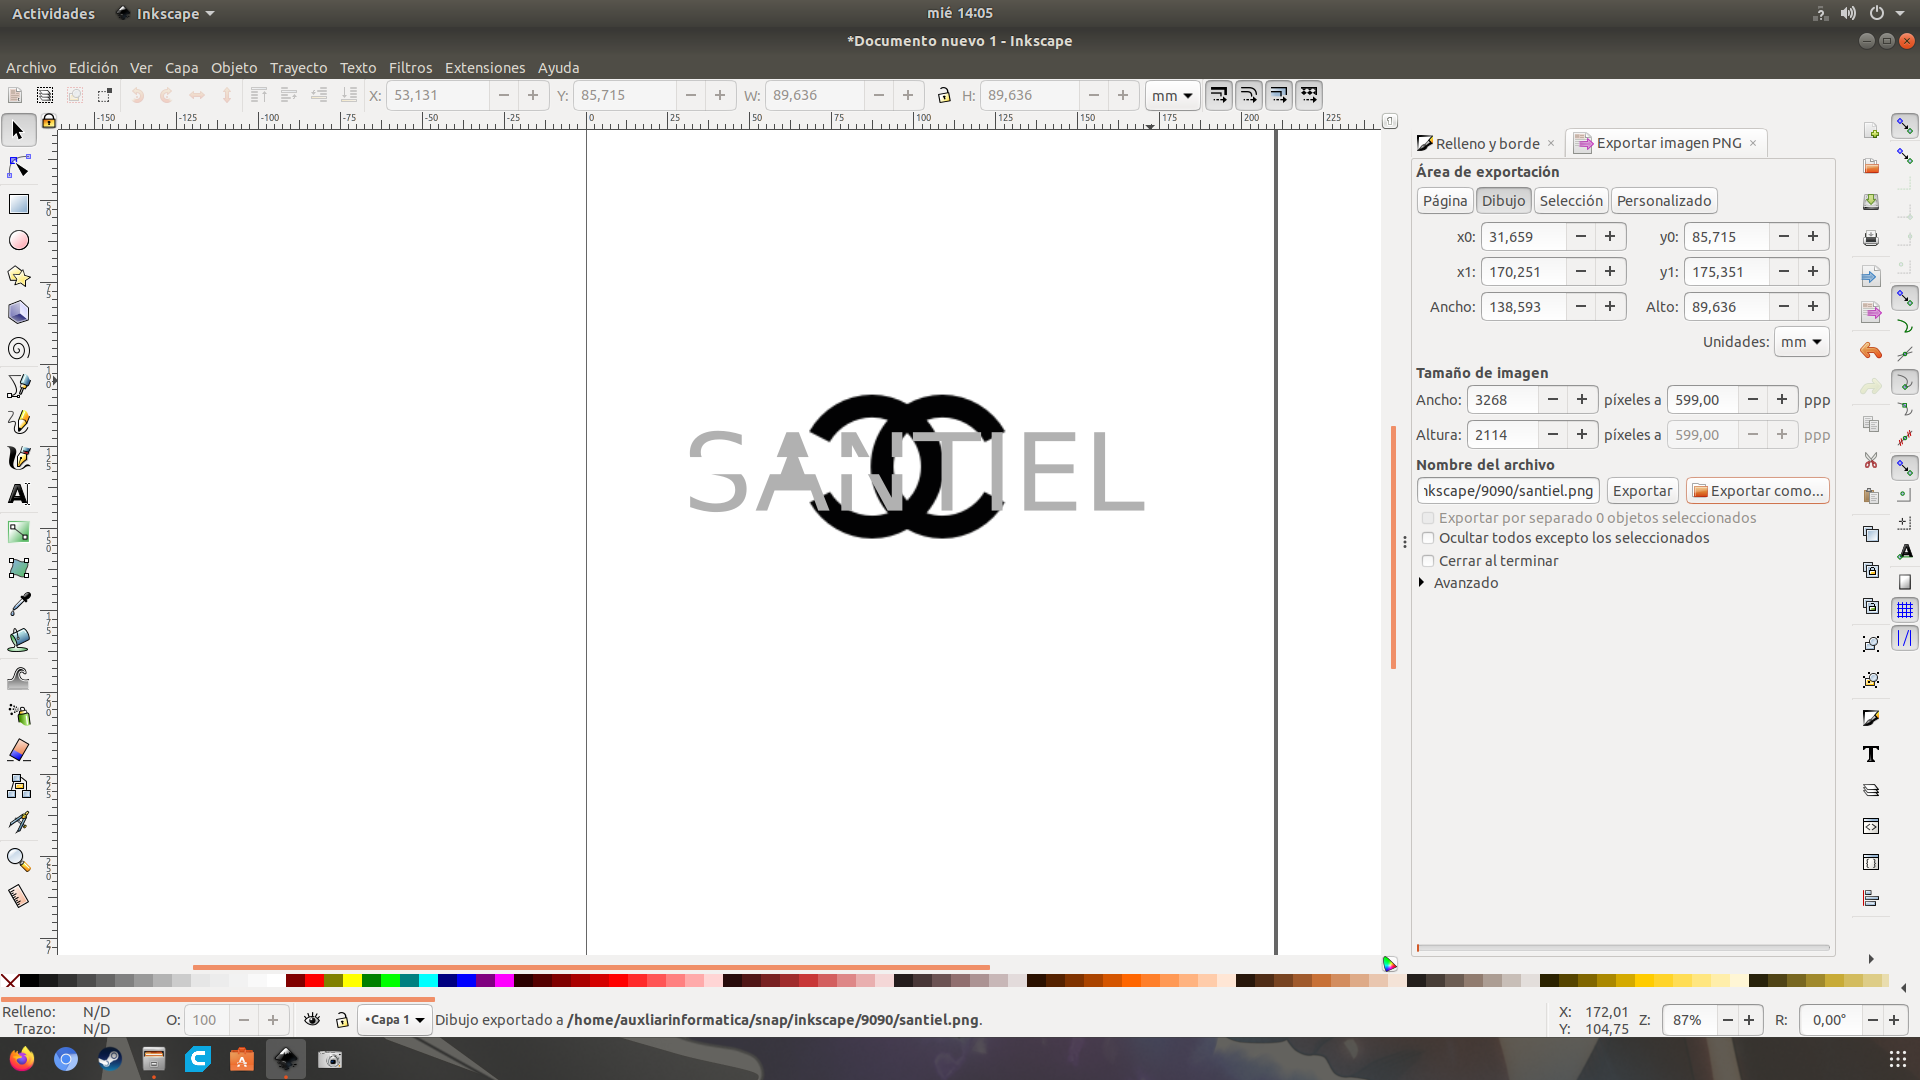 Actividades Inkscape mié 14:05
*Documento nuevo 1 - Inkscape
Archivo Edición Ver Capa Objeto Trayecto Texto Filtros Extensiones Ayuda
X: 53,131 Y: 85,715 W: 89,636 H: 89,636 mm
-150 -125 -100 -75 -50 -25 0 25 50 75 100 125 150 175 200 225
Relleno y borde Exportar imagen PNG
Área de exportación
Página Dibujo Selección Personalizado
x0: 31,659 y0: 85,715
x1: 170,251 y1: 175,351
Ancho: 138,593 Alto: 89,636
Unidades: mm
Tamaño de imagen
Ancho: 3268 píxeles a 599,00 ppp
Altura: 2114 píxeles a 599,00 ppp
Nombre del archivo
nkscape/9090/santiel.png Exportar Exportar como...
Exportar por separado 0 objetos seleccionados
Ocultar todos excepto los seleccionados
Cerrar al terminar
Avanzado
SANTIEL
Relleno: N/D
Trazo: N/D
O: 100
•Capa 1
Dibujo exportado a /home/auxliarinformatica/snap/inkscape/9090/santiel.png.
X: 172,01
Y: 104,75
Z: 87%
R: 0,00°